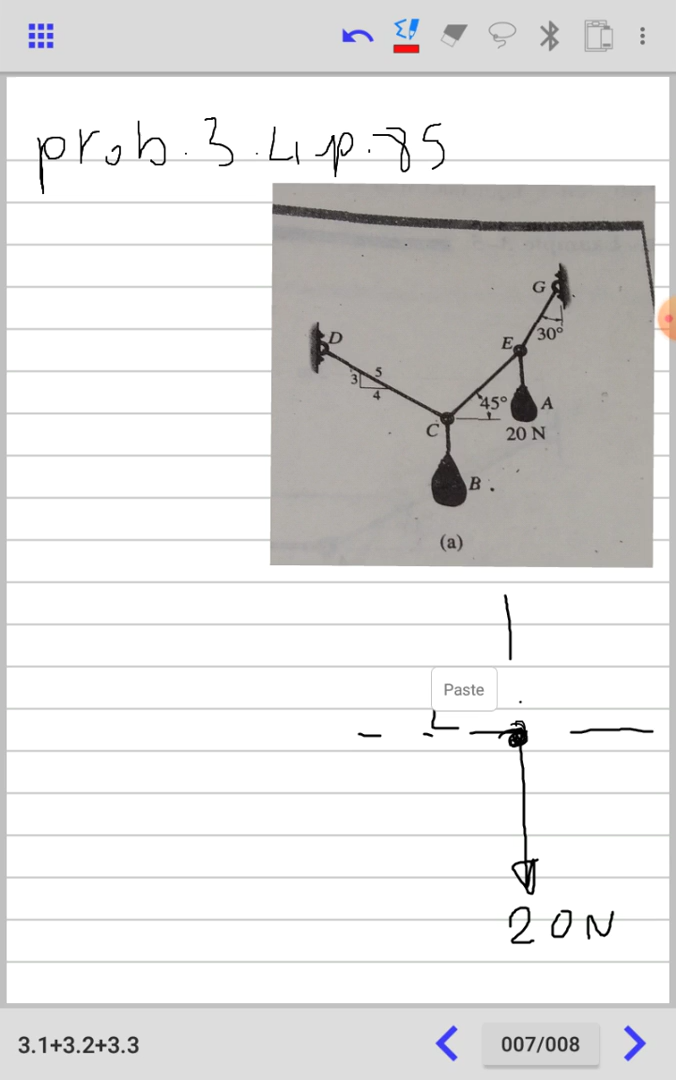 prob. 3.4 p. 85
G
30°
D
E
3
5
4
45°
A
C
20 N
B
(a)
Paste
20N
3.1+3.2+3.3
007/008